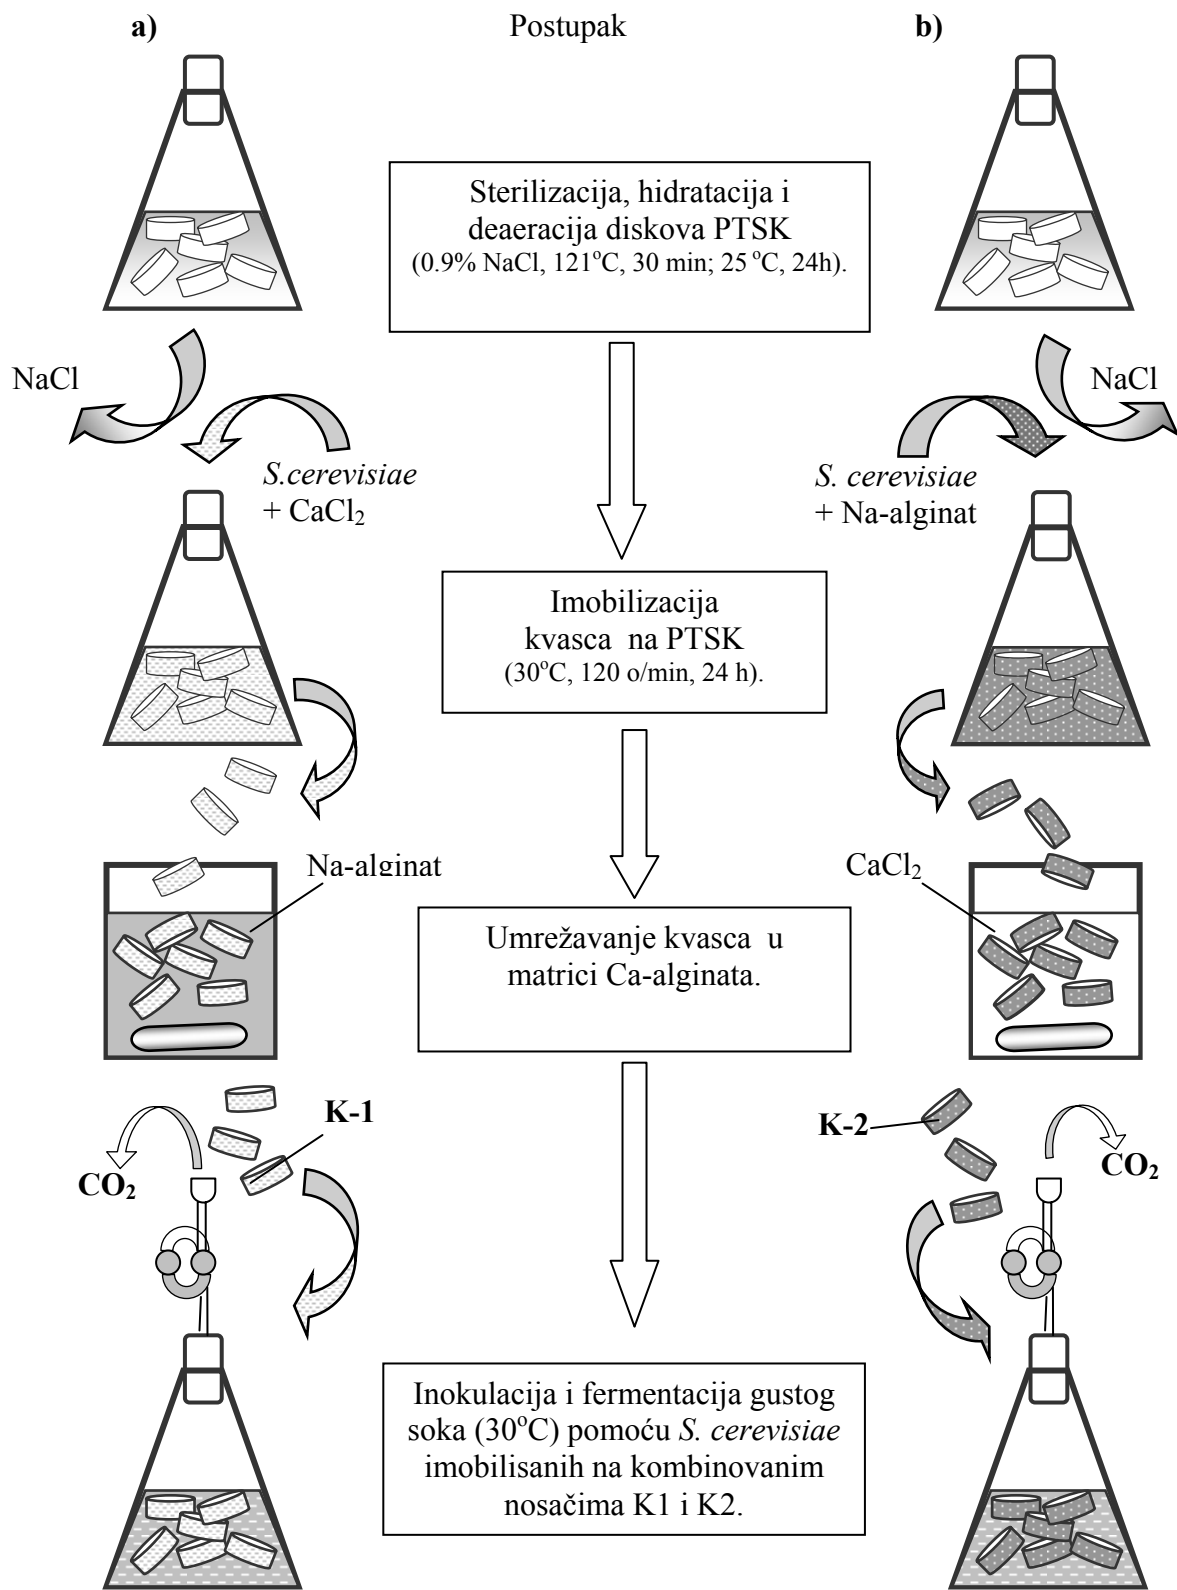 a)
Postupak
b)
Sterilizacija, hidratacija i
deaeracija diskova PTSK
(0.9% NaCl, 121°C, 30 min; 25 °C, 24h).
NaCl
NaCl
S.cerevisiae
+ CaCl₂
S. cerevisiae
+ Na-alginat
Imobilizacija
kvasca na PTSK
(30°C, 120 o/min, 24 h).
Na-alginat
CaCl₂
Umrežavanje kvasca u
matrici Ca-alginata.
K-1
K-2
CO₂
CO₂
Inokulacija i fermentacija gustog
soka (30°C) pomoću S. cerevisiae
imobilisanih na kombinovanim
nosačima K1 i K2.